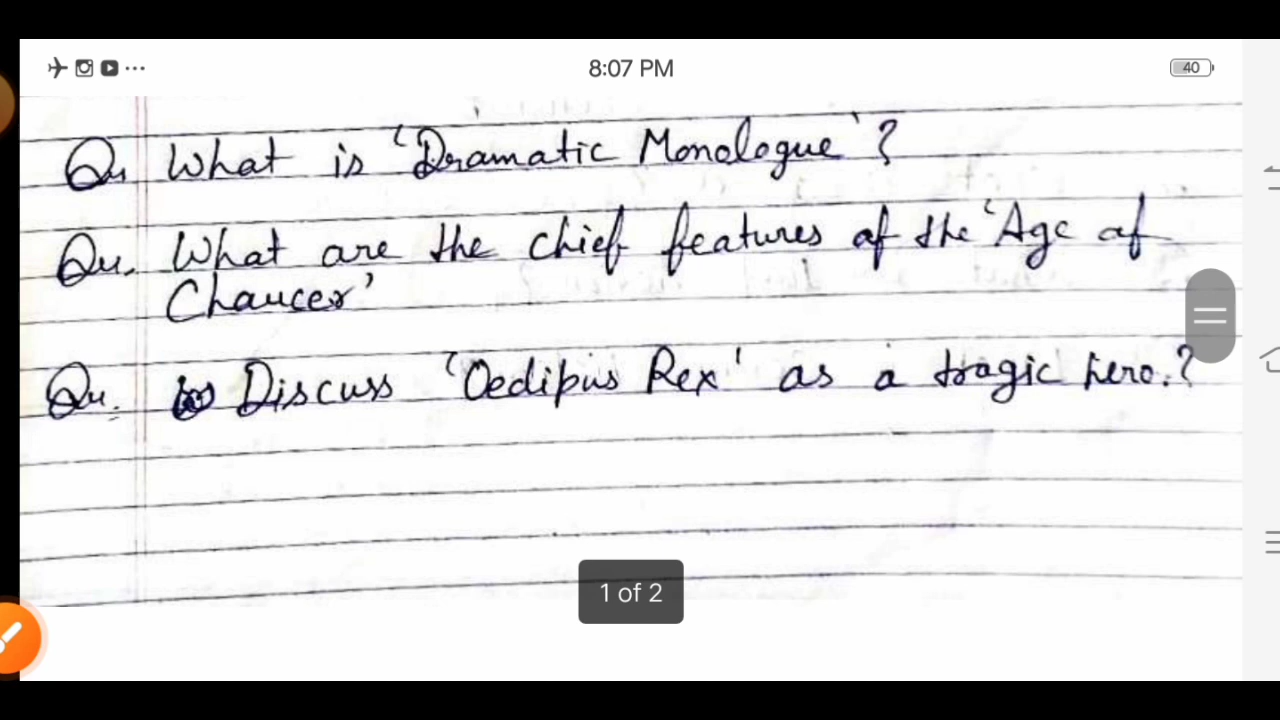 8:07 PM
40
Qu What is 'Dramatic Monologue'?
Qu. What are the chief features of the 'Age of
Chaucer'
Qu. Discuss 'Oedipus Rex' as a tragic hero.?
1 of 2